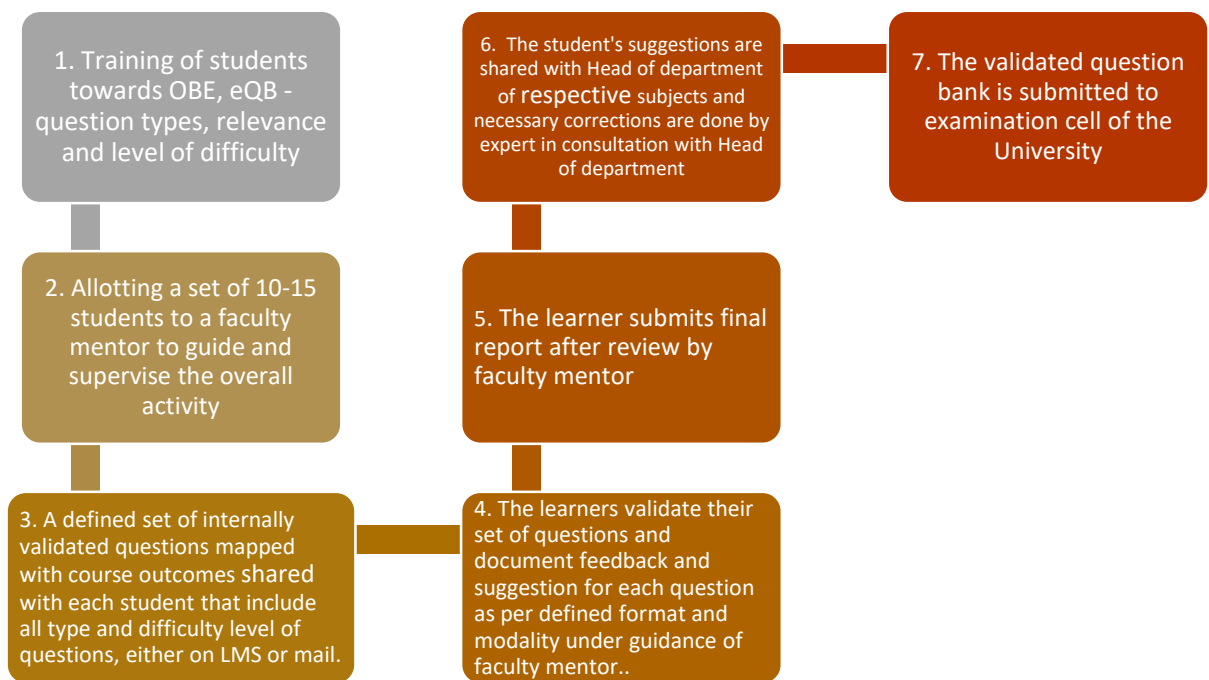 1. Training of students
towards OBE, eQB -
question types, relevance
and level of difficulty
2. Allotting a set of 10-15
students to a faculty
mentor to guide and
supervise the overall
activity
3. A defined set of internally
validated questions mapped
with course outcomes shared
with each student that include
all type and difficulty level of
questions, either on LMS or mail.
4. The learners validate their
set of questions and
document feedback and
suggestion for each question
as per defined format and
modality under guidance of
faculty mentor..
5. The learner submits final
report after review by
faculty mentor
6. The student's suggestions are
shared with Head of department
of respective subjects and
necessary corrections are done by
expert in consultation with Head
of department
7. The validated question
bank is submitted to
examination cell of the
University